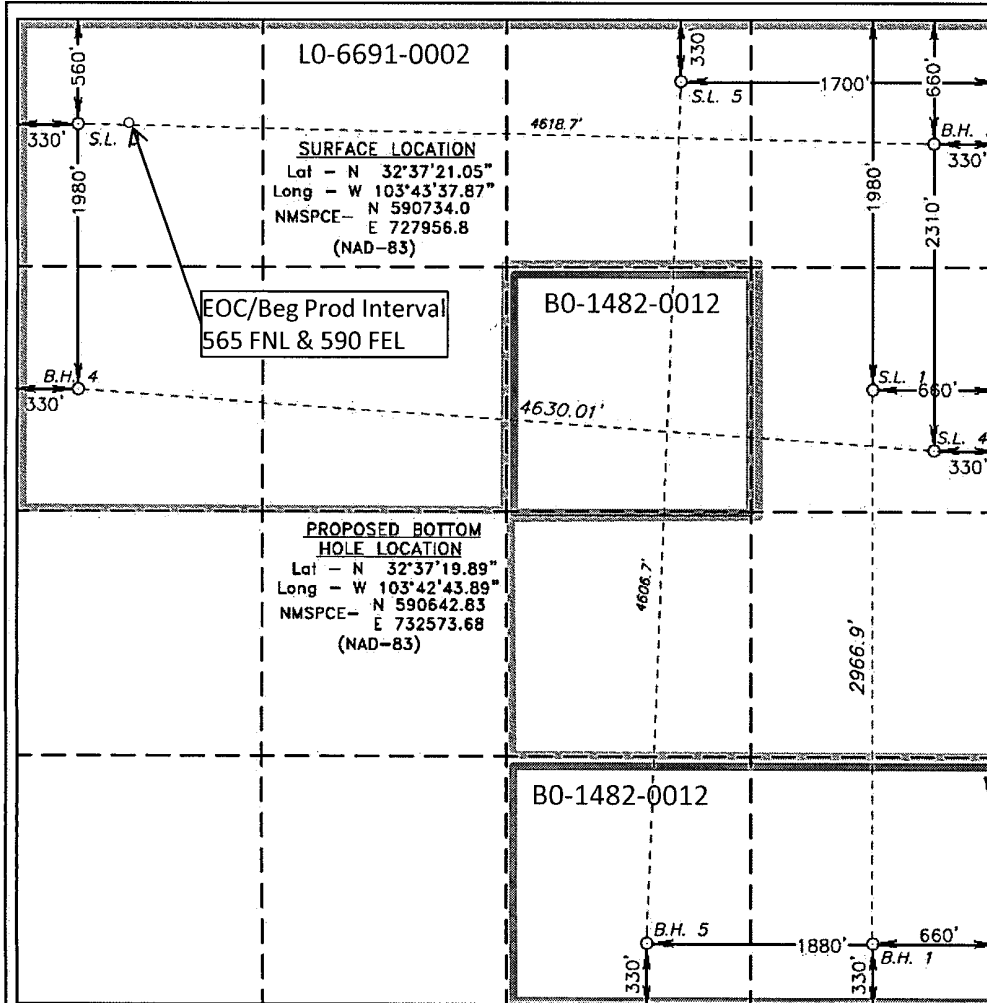 L0-6691-0002
560'
330'
1700'
660'
S.L. 5
330'
S.L.
4618.7'
B.H.
330'
SURFACE LOCATION
Lat - N 32°37'21.05"
Long - W 103°43'37.87"
NMSPCE- N 590734.0
E 727956.8
(NAD-83)
1980'
1980'
2310'
EOC/Beg Prod Interval
565 FNL & 590 FEL
B0-1482-0012
B.H. 4
330'
4630.01'
S.L. 1
660'
S.L. 4
330'
PROPOSED BOTTOM
HOLE LOCATION
Lat - N 32°37'19.89"
Long - W 103°42'43.89"
NMSPCE- N 590642.83
E 732573.68
(NAD-83)
4606.7'
2966.9'
B0-1482-0012
B.H. 5
1880'
660'
B.H. 1
330'
330'